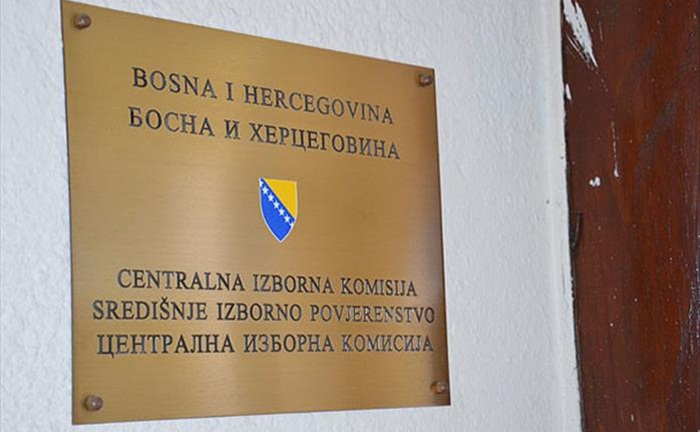 BOSNA I HERCEGOVINA
БОСНА И ХЕРЦЕГОВИНА
CENTRALNA IZBORNA KOMISIJA
SREDIŠNJE IZBORNO POVJERENSTVO
ЦЕНТРАЛНА ИЗБОРНА КОМИСИЈА